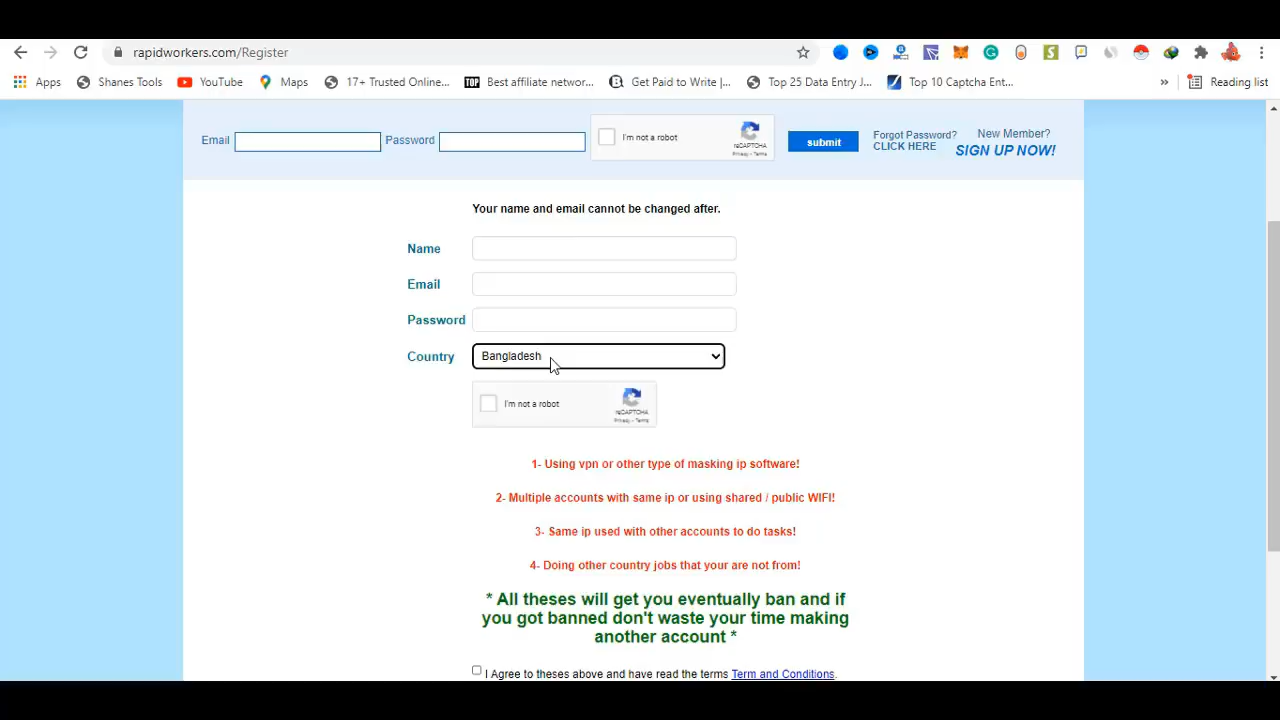 rapidworkers.com/Register
Apps Shanes Tools YouTube Maps 17+ Trusted Online... TOP Best affiliate networ... Get Paid to Write |... Top 25 Data Entry J... Top 10 Captcha Ent... » Reading list
Email Password I'm not a robot reCAPTCHA Privacy - Terms submit Forgot Password? CLICK HERE New Member? SIGN UP NOW!
Your name and email cannot be changed after.
Name
Email
Password
Country Bangladesh
I'm not a robot reCAPTCHA
Privacy - Terms
1- Using vpn or other type of masking ip software!
2- Multiple accounts with same ip or using shared / public WIFI!
3- Same ip used with other accounts to do tasks!
4- Doing other country jobs that your are not from!
* All theses will get you eventually ban and if
you got banned don't waste your time making
another account *
I Agree to theses above and have read the terms Term and Conditions.